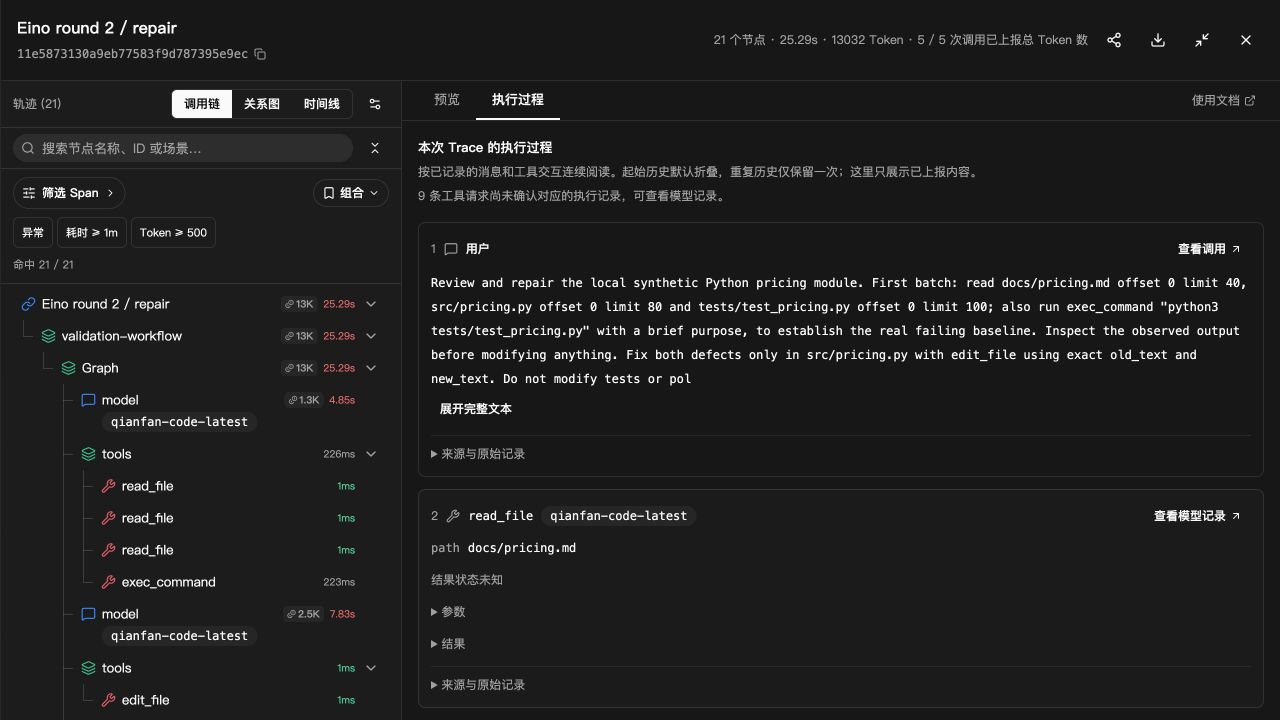 Eino round 2 / repair
11e5873130a9eb77583f9d787395e9ec
21 个节点 · 25.29s · 13032 Token · 5 / 5 次调用已上报总 Token 数
轨迹 (21)
调用链
关系图
时间线
搜索节点名称、ID 或场景...
筛选 Span
组合
异常
耗时 ⩾ 1m
Token ⩾ 500
命中 21 / 21
Eino round 2 / repair 13K 25.29s
validation-workflow 13K 25.29s
Graph 13K 25.29s
model 1.3K 4.85s
qianfan-code-latest
tools 226ms
read_file 1ms
read_file 1ms
read_file 1ms
exec_command 223ms
model 2.5K 7.83s
qianfan-code-latest
tools 1ms
edit_file 1ms
预览
执行过程
使用文档
本次 Trace 的执行过程
按已记录的消息和工具交互连续阅读。起始历史默认折叠，重复历史仅保留一次；这里只展示已上报内容。
9 条工具请求尚未确认对应的执行记录，可查看模型记录。
1 用户
查看调用
Review and repair the local synthetic Python pricing module. First batch: read docs/pricing.md offset 0 limit 40,
src/pricing.py offset 0 limit 80 and tests/test_pricing.py offset 0 limit 100; also run exec_command "python3
tests/test_pricing.py" with a brief purpose, to establish the real failing baseline. Inspect the observed output
before modifying anything. Fix both defects only in src/pricing.py with edit_file using exact old_text and
new_text. Do not modify tests or pol
展开完整文本
来源与原始记录
2 read_file qianfan-code-latest
查看模型记录
path docs/pricing.md
结果状态未知
参数
结果
来源与原始记录